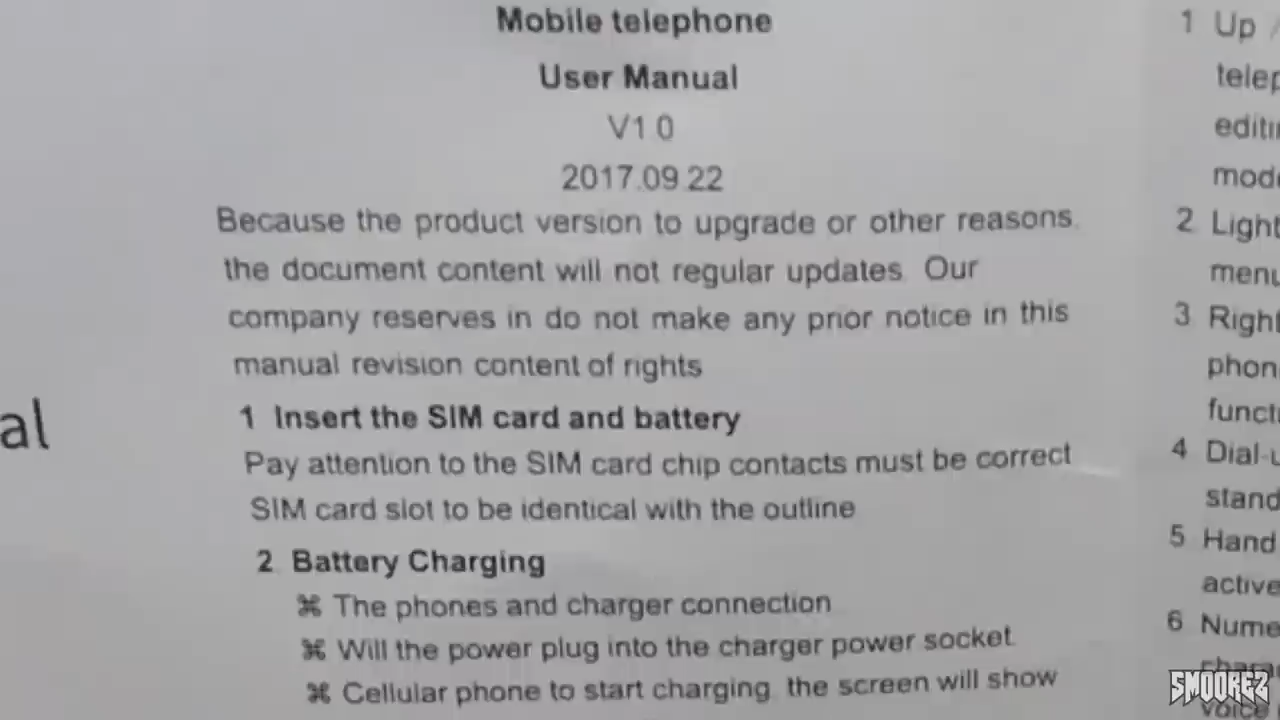 Mobile telephone
User Manual
V1.0
2017.09.22
Because the product version to upgrade or other reasons,
the document content will not regular updates. Our
company reserves in do not make any prior notice in this
manual revision content of rights
1 Insert the SIM card and battery
Pay attention to the SIM card chip contacts must be correct
SIM card slot to be identical with the outline
2 Battery Charging
⌘ The phones and charger connection
⌘ Will the power plug into the charger power socket.
⌘ Cellular phone to start charging, the screen will show
al
1 Up /
telep
editi
mode
2 Light
menu
3 Right
phon
functi
4 Dial-u
stand
5 Hand
active
6 Nume
chara
voice
SMOOREZ